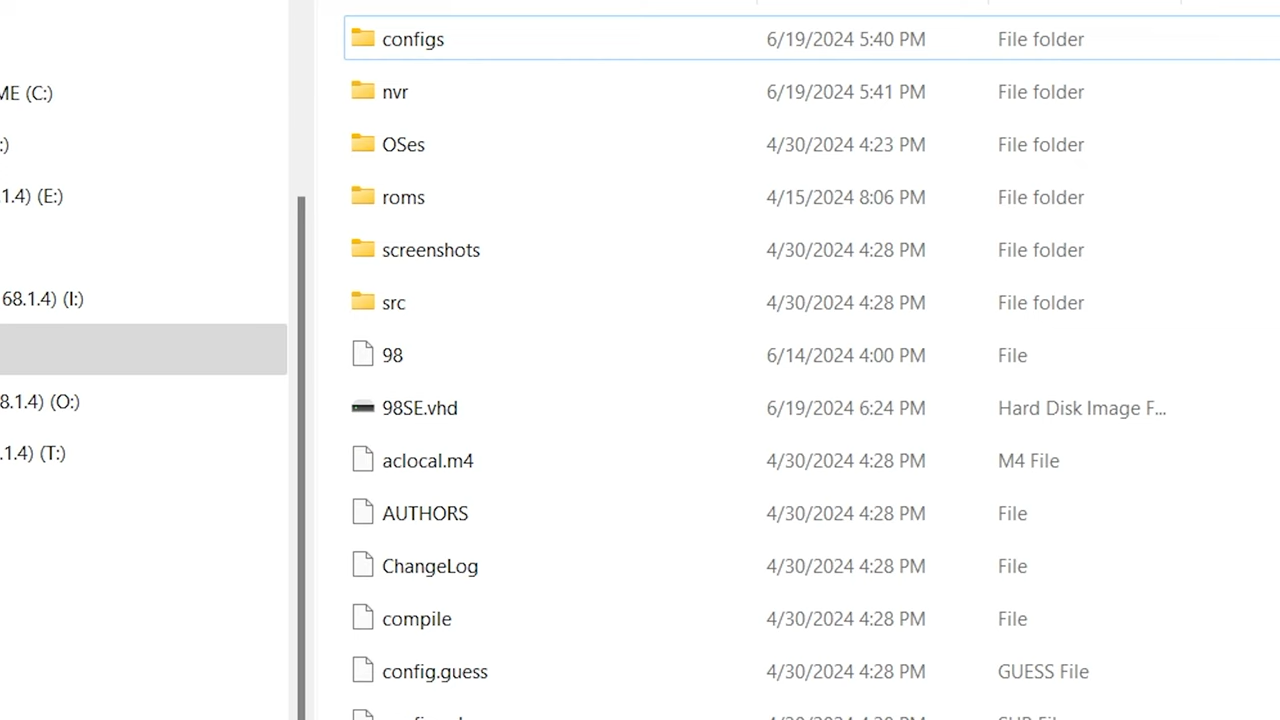 configs 6/19/2024 5:40 PM File folder
ME (C:)
nvr 6/19/2024 5:41 PM File folder
:)
OSes 4/30/2024 4:23 PM File folder
.1.4) (E:)
roms 4/15/2024 8:06 PM File folder
screenshots 4/30/2024 4:28 PM File folder
68.1.4) (I:)
src 4/30/2024 4:28 PM File folder
98 6/14/2024 4:00 PM File
8.1.4) (O:)
98SE.vhd 6/19/2024 6:24 PM Hard Disk Image F...
.1.4) (T:)
aclocal.m4 4/30/2024 4:28 PM M4 File
AUTHORS 4/30/2024 4:28 PM File
ChangeLog 4/30/2024 4:28 PM File
compile 4/30/2024 4:28 PM File
config.guess 4/30/2024 4:28 PM GUESS File